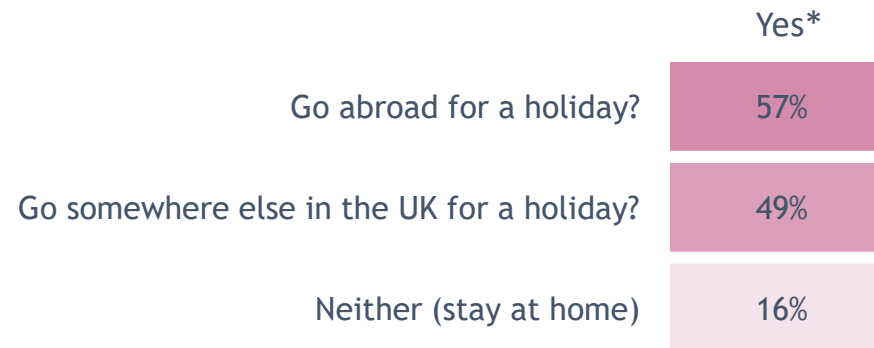 Yes*
Go abroad for a holiday? 57%
Go somewhere else in the UK for a holiday? 49%
Neither (stay at home) 16%